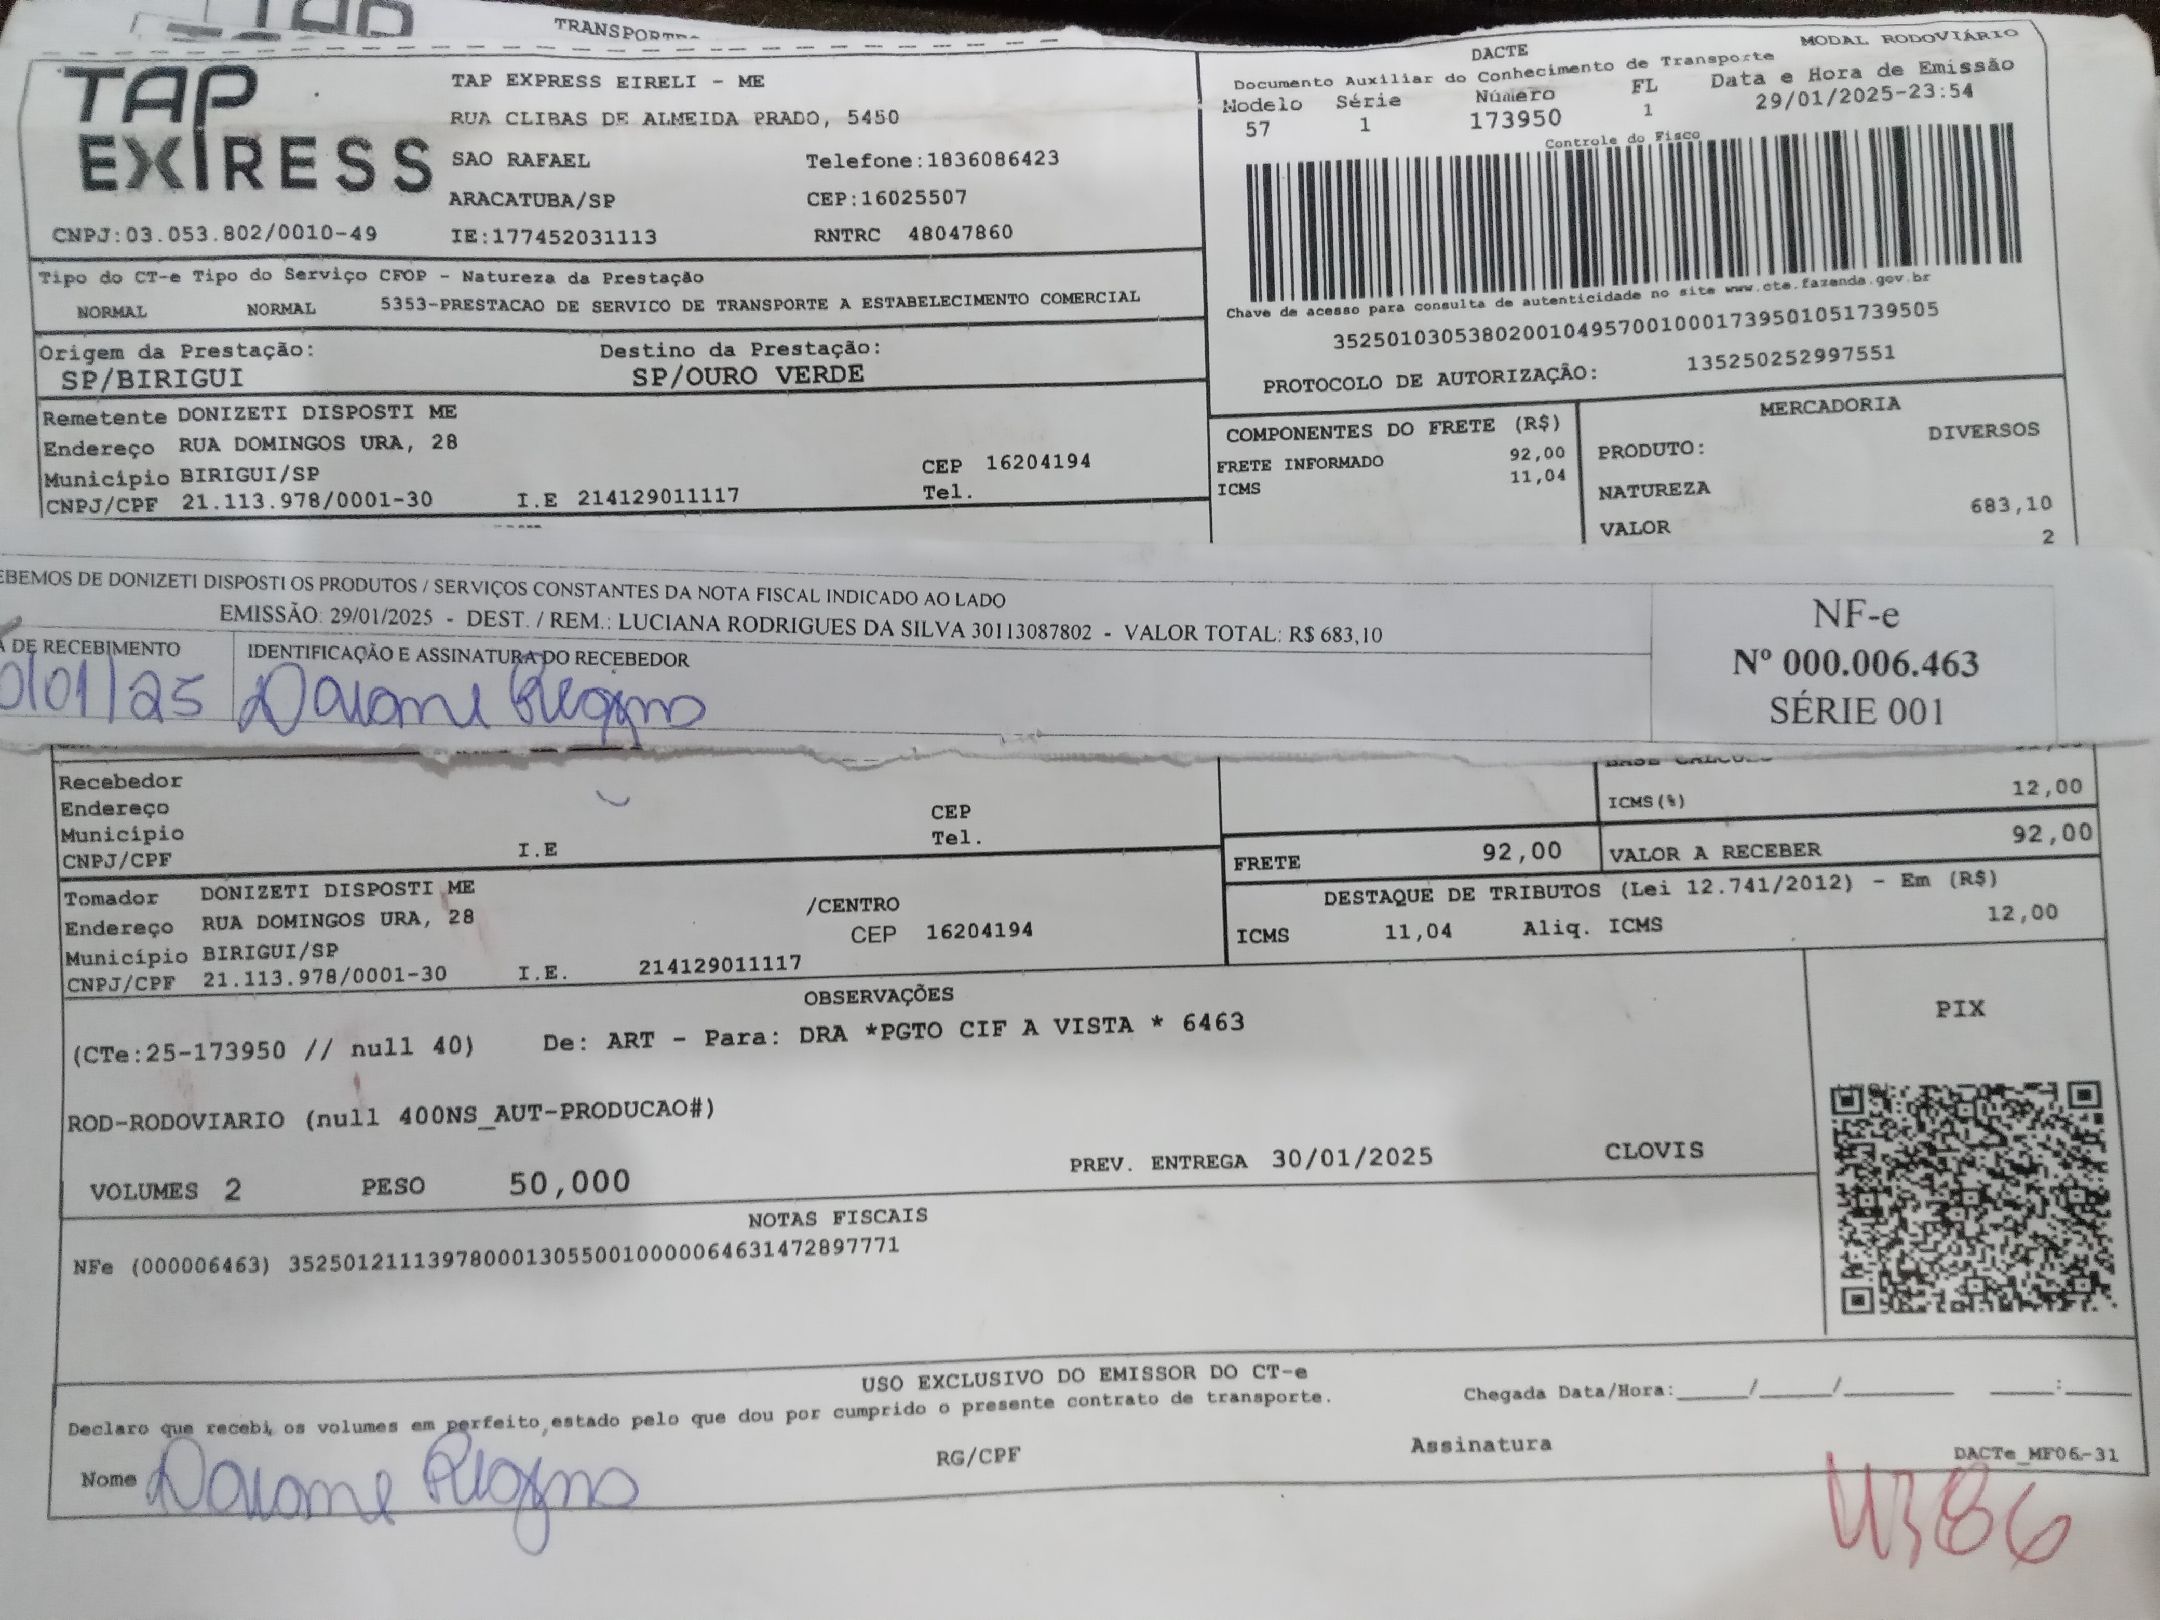 TRANSPORTE
TAP
EXPRESS
TAP EXPRESS EIRELI - ME
RUA CLIBAS DE ALMEIDA PRADO, 5450
SAO RAFAEL Telefone:1836086423
ARACATUBA/SP CEP:16025507
CNPJ:03.053.802/0010-49 IE:177452031113 RNTRC 48047860
DACTE MODAL RODOVIÁRIO
Documento Auxiliar do Conhecimento de Transporte
Modelo Série Número FL Data e Hora de Emissão
57 1 173950 1 29/01/2025-23:54
Controle do Fisco
Chave de acesso para consulta de autenticidade no site www.cte.fazenda.gov.br
35250103053802001049570010001739501051739505
PROTOCOLO DE AUTORIZAÇÃO: 135250252997551
Tipo do CT-e Tipo do Serviço CFOP - Natureza da Prestação
NORMAL NORMAL 5353-PRESTACAO DE SERVICO DE TRANSPORTE A ESTABELECIMENTO COMERCIAL
Origem da Prestação: Destino da Prestação:
SP/BIRIGUI SP/OURO VERDE
Remetente DONIZETI DISPOSTI ME
Endereço RUA DOMINGOS URA, 28
Município BIRIGUI/SP CEP 16204194
CNPJ/CPF 21.113.978/0001-30 I.E 214129011117 Tel.
COMPONENTES DO FRETE (R$)
FRETE INFORMADO 92,00
ICMS 11,04
MERCADORIA
PRODUTO: DIVERSOS
NATUREZA
VALOR 683,10
2
EBEMOS DE DONIZETI DISPOSTI OS PRODUTOS / SERVIÇOS CONSTANTES DA NOTA FISCAL INDICADO AO LADO
EMISSÃO: 29/01/2025 - DEST. / REM.: LUCIANA RODRIGUES DA SILVA 30113087802 - VALOR TOTAL: R$ 683,10
A DE RECEBIMENTO IDENTIFICAÇÃO E ASSINATURA DO RECEBEDOR
0/01/25 Daiane Regina
NF-e
Nº 000.006.463
SÉRIE 001
Recebedor
Endereço CEP
Município Tel.
CNPJ/CPF I.E
BASE CALCULO
ICMS(%) 12,00
FRETE 92,00 VALOR A RECEBER 92,00
DESTAQUE DE TRIBUTOS (Lei 12.741/2012) - Em (R$)
ICMS 11,04 Aliq. ICMS 12,00
Tomador DONIZETI DISPOSTI ME
Endereço RUA DOMINGOS URA, 28 /CENTRO
Município BIRIGUI/SP CEP 16204194
CNPJ/CPF 21.113.978/0001-30 I.E. 214129011117
OBSERVAÇÕES
(CTe:25-173950 // null 40) De: ART - Para: DRA *PGTO CIF A VISTA * 6463
ROD-RODOVIARIO (null 400NS_AUT-PRODUCAO#)
VOLUMES 2 PESO 50,000 PREV. ENTREGA 30/01/2025 CLOVIS
PIX
NOTAS FISCAIS
NFe (000006463) 35250121113978000130550010000064631472897771
USO EXCLUSIVO DO EMISSOR DO CT-e
Declaro que recebi os volumes em perfeito estado pelo que dou por cumprido o presente contrato de transporte.
Chegada Data/Hora:_____/_____/_______ ____:____
Nome Daiane Regina RG/CPF Assinatura
DACTe_MF06-31